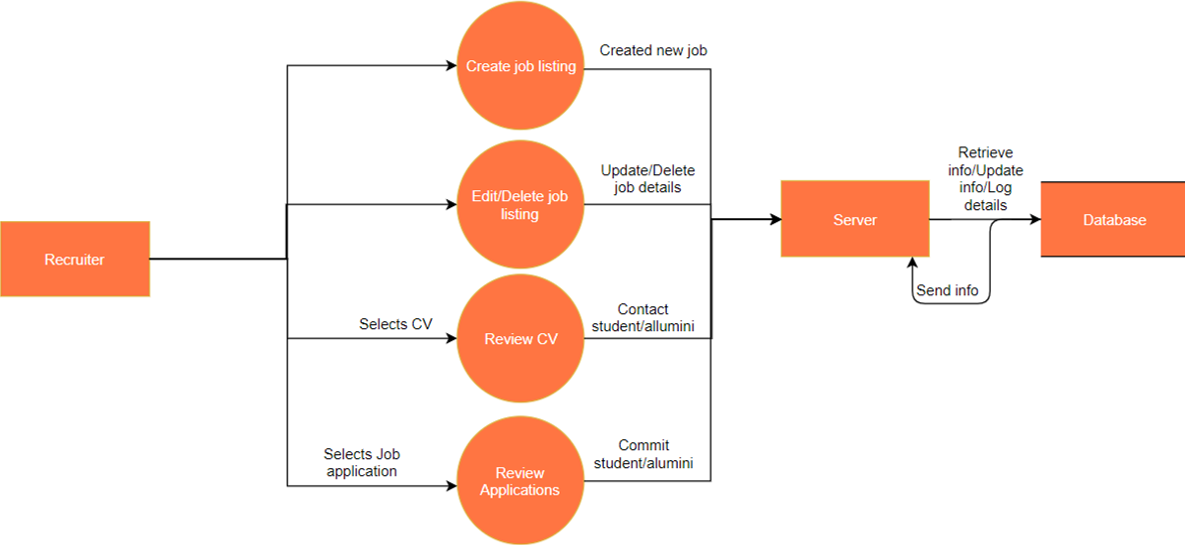 Create job listing
Created new job
Edit/Delete job
listing
Update/Delete
job details
Recruiter
Selects CV
Review CV
Contact
student/allumini
Selects Job
application
Review
Applications
Commit
student/alumini
Server
Retrieve
info/Update
info/Log
details
Send info
Database